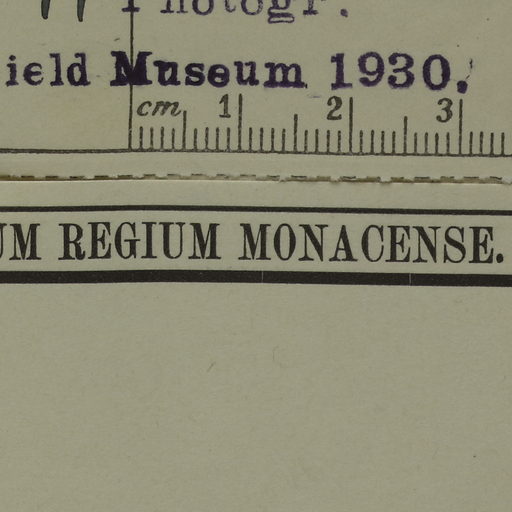 Photogr.
ield Museum 1930.
cm 1 2 3
UM REGIUM MONACENSE.